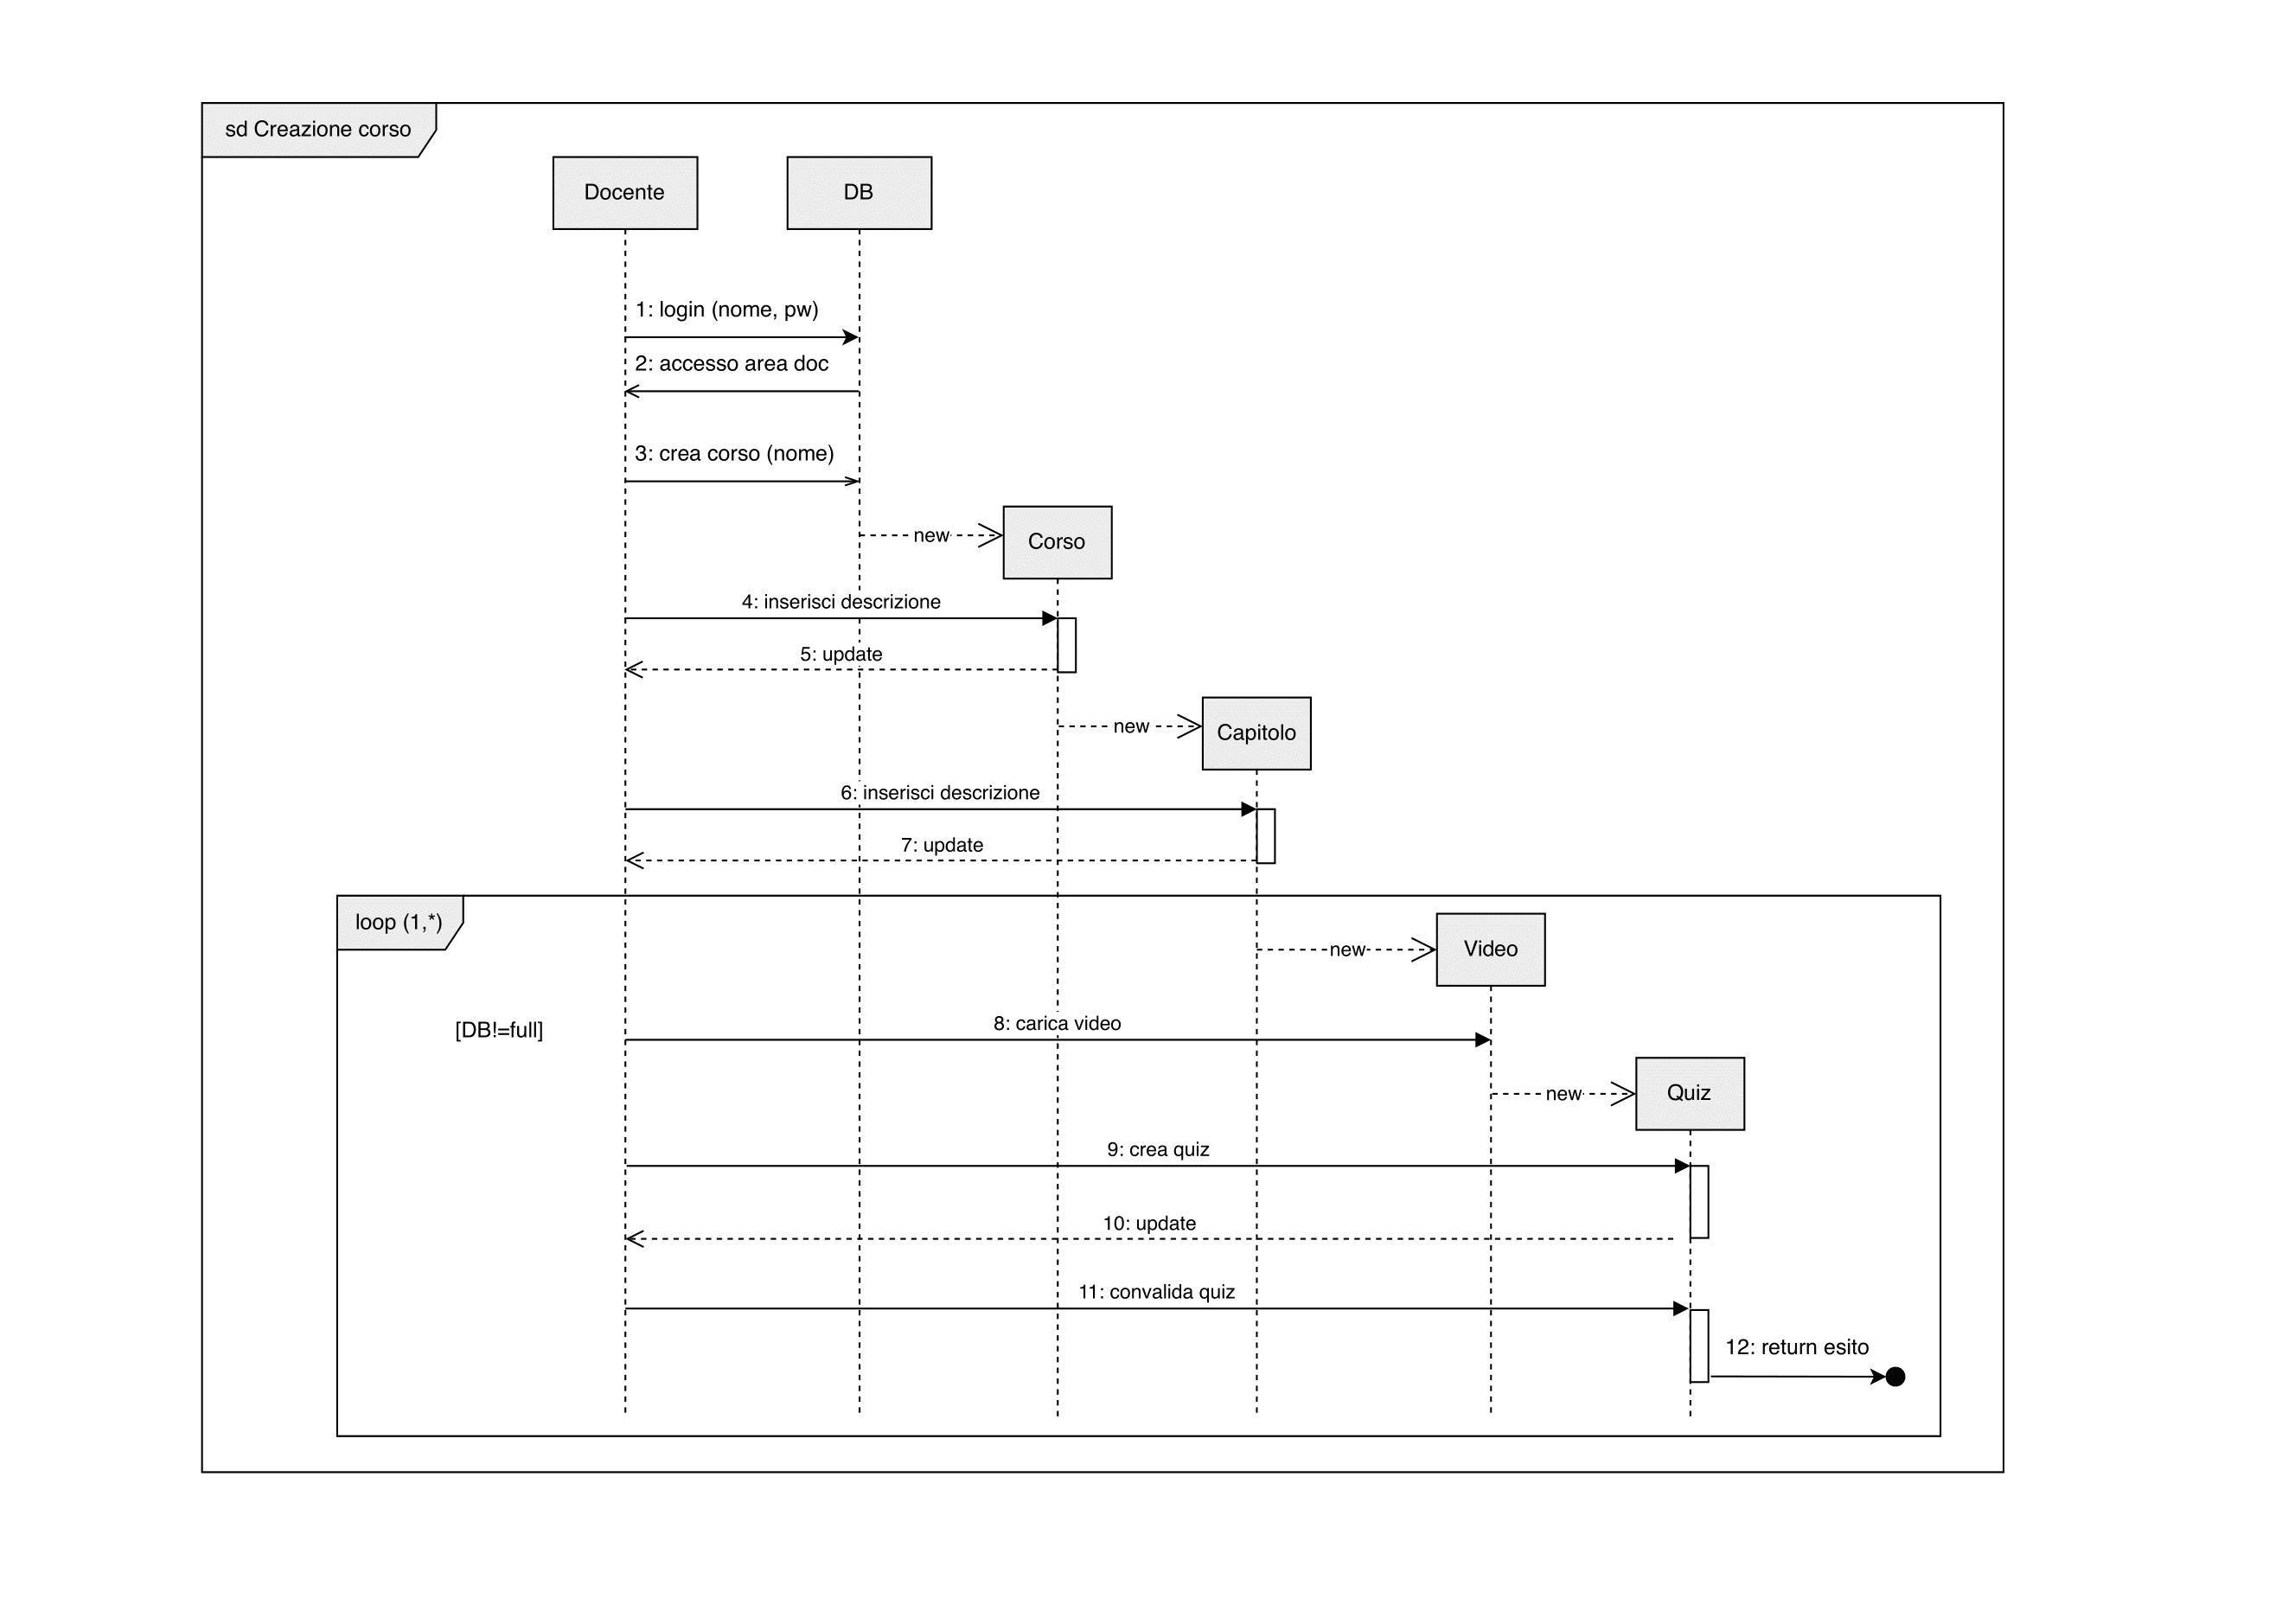 sd Creazione corso
Docente
DB
1: login (nome, pw)
2: accesso area doc
3: crea corso (nome)
new
Corso
4: inserisci descrizione
5: update
new
Capitolo
6: inserisci descrizione
7: update
loop (1,*)
new
Video
[DB!=full]
8: carica video
new
Quiz
9: crea quiz
10: update
11: convalida quiz
12: return esito